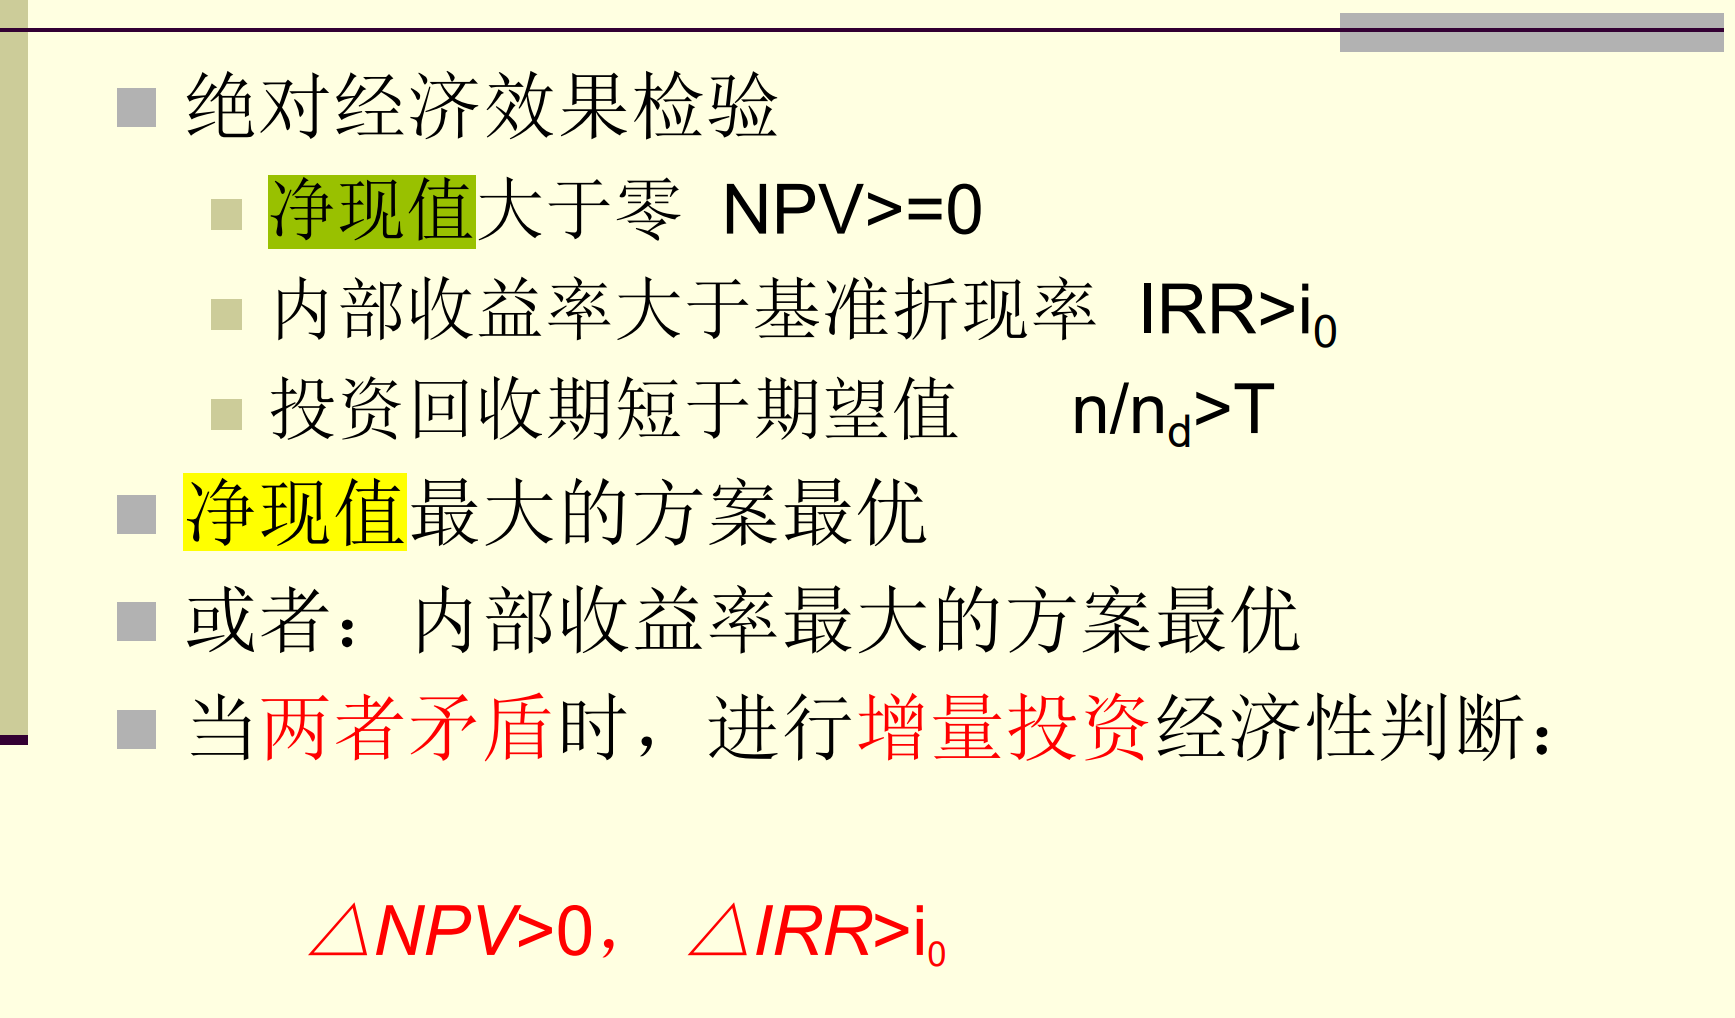 绝对经济效果检验
净现值大于零 NPV>=0
内部收益率大于基准折现率 IRR>i₀
投资回收期短于期望值 n/n_d>T
净现值最大的方案最优
或者：内部收益率最大的方案最优
当两者矛盾时，进行增量投资经济性判断：
△NPV>0， △IRR>i₀